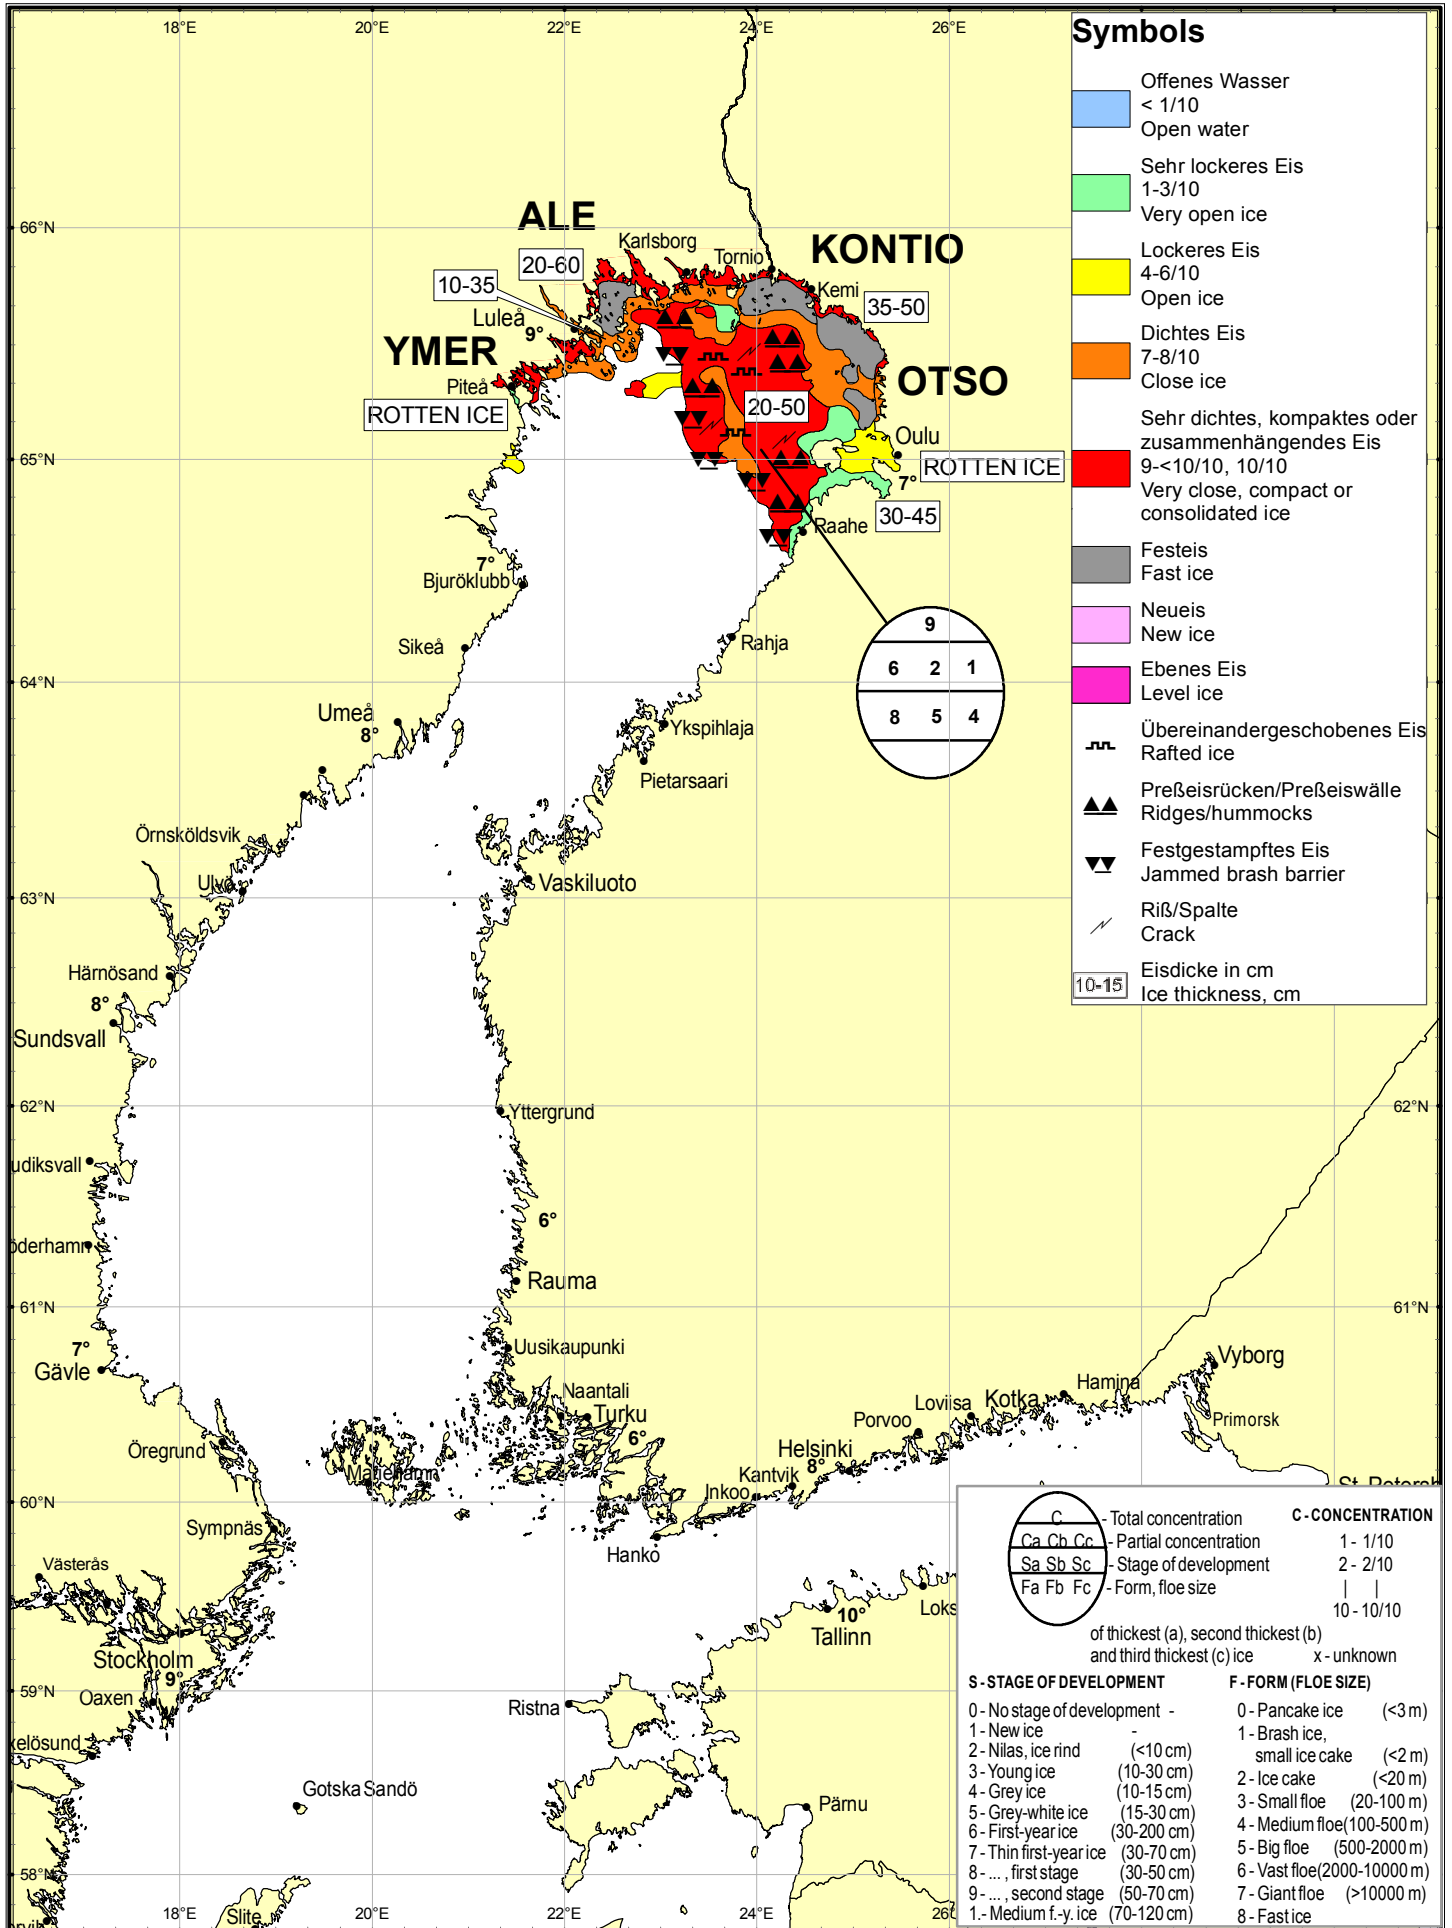 18°E
20°E
22°E
24°E
26°E
Symbols
Offenes Wasser
< 1/10
Open water
Sehr lockeres Eis
1-3/10
Very open ice
Lockeres Eis
4-6/10
Open ice
Dichtes Eis
7-8/10
Close ice
Sehr dichtes, kompaktes oder
zusammenhängendes Eis
9-<10/10, 10/10
Very close, compact or
consolidated ice
Festeis
Fast ice
Neueis
New ice
Ebenes Eis
Level ice
Übereinandergeschobenes Eis
Rafted ice
Preßeisrücken/Preßeiswälle
Ridges/hummocks
Festgestampftes Eis
Jammed brash barrier
Riß/Spalte
Crack
10-15
Eisdicke in cm
Ice thickness, cm
66°N
ALE
Karlsborg
Tornio
KONTIO
20-60
10-35
Kemi
35-50
Luleå
9°
YMER
Piteå
OTSO
ROTTEN ICE
20-50
Oulu
65°N
ROTTEN ICE
7°
30-45
Raahe
7°
Bjuröklubb
9
6 2 1
8 5 4
Sikeå
Rahja
64°N
Umeå
8°
Ykspihlaja
Pietarsaari
Örnsköldsvik
Ulvö
Vaskiluoto
63°N
Härnösand
8°
Sundsvall
62°N
Yttergrund
62°N
udiksvall
6°
öderhamn
Rauma
61°N
61°N
7°
Gävle
Uusikaupunki
Naantali
Turku
6°
Vyborg
Hamina
Kotka
Loviisa
Porvoo
Primorsk
Öregrund
Helsinki
8°
Mariehamn
Kantvik
Inkoo
60°N
Sympnäs
Hanko
Västerås
10°
Tallinn
Loks
Stockholm
9°
Oaxen
59°N
Ristna
xelösund
Gotska Sandö
Pärnu
58°N
Slite
18°E
20°E
22°E
24°E
C
Ca Cb Cc
Sa Sb Sc
Fa Fb Fc
- Total concentration
- Partial concentration
- Stage of development
- Form, floe size
C - CONCENTRATION
1 - 1/10
2 - 2/10
| |
10 - 10/10
of thickest (a), second thickest (b)
and third thickest (c) ice
x - unknown
S - STAGE OF DEVELOPMENT
0 - No stage of development -
1 - New ice -
2 - Nilas, ice rind (<10 cm)
3 - Young ice (10-30 cm)
4 - Grey ice (10-15 cm)
5 - Grey-white ice (15-30 cm)
6 - First-year ice (30-200 cm)
7 - Thin first-year ice (30-70 cm)
8 - ... , first stage (30-50 cm)
9 - ... , second stage (50-70 cm)
1.- Medium f.-y. ice (70-120 cm)
F - FORM (FLOE SIZE)
0 - Pancake ice (<3 m)
1 - Brash ice,
small ice cake (<2 m)
2 - Ice cake (<20 m)
3 - Small floe (20-100 m)
4 - Medium floe (100-500 m)
5 - Big floe (500-2000 m)
6 - Vast floe (2000-10000 m)
7 - Giant floe (>10000 m)
8 - Fast ice